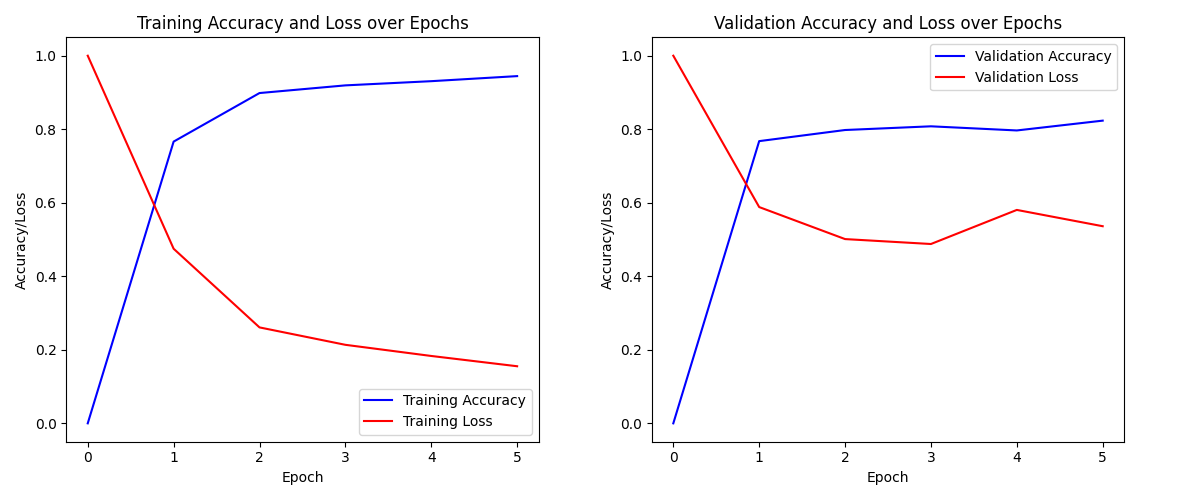 Training Accuracy and Loss over Epochs
1.0
0.8
0.6
0.4
0.2
0.0
Accuracy/Loss
Training Accuracy
Training Loss
0 1 2 3 4 5
Epoch
Validation Accuracy and Loss over Epochs
1.0
0.8
0.6
0.4
0.2
0.0
Accuracy/Loss
Validation Accuracy
Validation Loss
0 1 2 3 4 5
Epoch